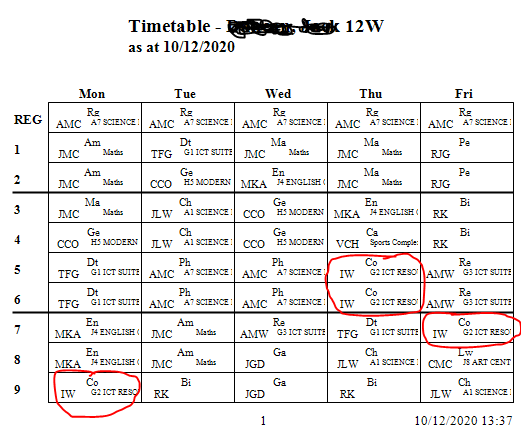 Timetable - 12W
as at 10/12/2020
Mon Tue Wed Thu Fri
REG
Rg Rg Rg Rg Rg
AMC A7 SCIENCE AMC A7 SCIENCE AMC A7 SCIENCE AMC A7 SCIENCE AMC A7 SCIENCE
1
Am Dt Ma Ma Pe
JMC Maths TFG G1 ICT SUITE JMC Maths JMC Maths RJG
2
Am Ge En Ma Pe
JMC Maths CCO H5 MODERN MKA J4 ENGLISH ( JMC Maths RJG
3
Ma Ch Ge En Bi
JMC Maths JLW A1 SCIENCE CCO H5 MODERN MKA J4 ENGLISH ( RK
4
Ge Ch Ge Ca Bi
CCO H5 MODERN JLW A1 SCIENCE CCO H5 MODERN VCH Sports Comple RK
5
Dt Ph Ph Co Re
TFG G1 ICT SUITE AMC A7 SCIENCE AMC A7 SCIENCE IW G2 ICT RESO AMW G3 ICT SUITE
6
Dt Ph Ph Co Re
TFG G1 ICT SUITE AMC A7 SCIENCE AMC A7 SCIENCE IW G2 ICT RESO AMW G3 ICT SUITE
7
En Am Re Dt Co
MKA J4 ENGLISH ( JMC Maths AMW G3 ICT SUITE TFG G1 ICT SUITE IW G2 ICT RESO
8
En Am Ga Ch Lw
MKA J4 ENGLISH ( JMC Maths JGD JLW A1 SCIENCE CMC J8 ART CENT
9
Co Bi Ga Bi Ch
IW G2 ICT RESO RK JGD RK JLW A1 SCIENCE
1 10/12/2020 13:37